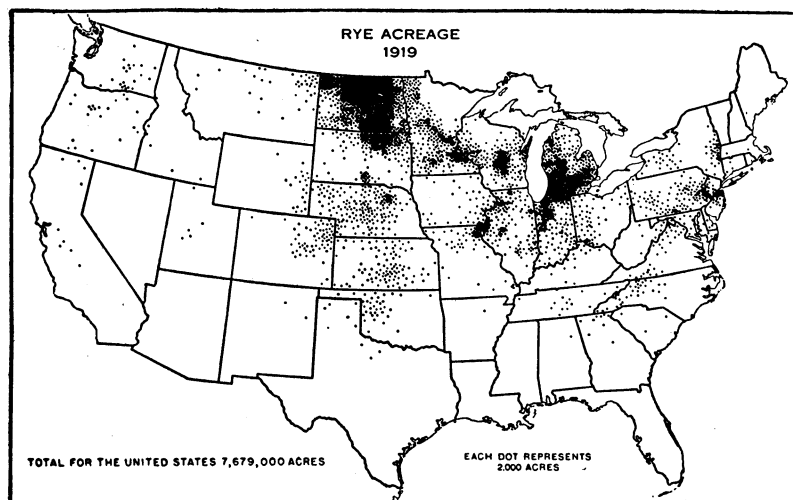 RYE ACREAGE
1919
TOTAL FOR THE UNITED STATES 7,679,000 ACRES
EACH DOT REPRESENTS
2,000 ACRES